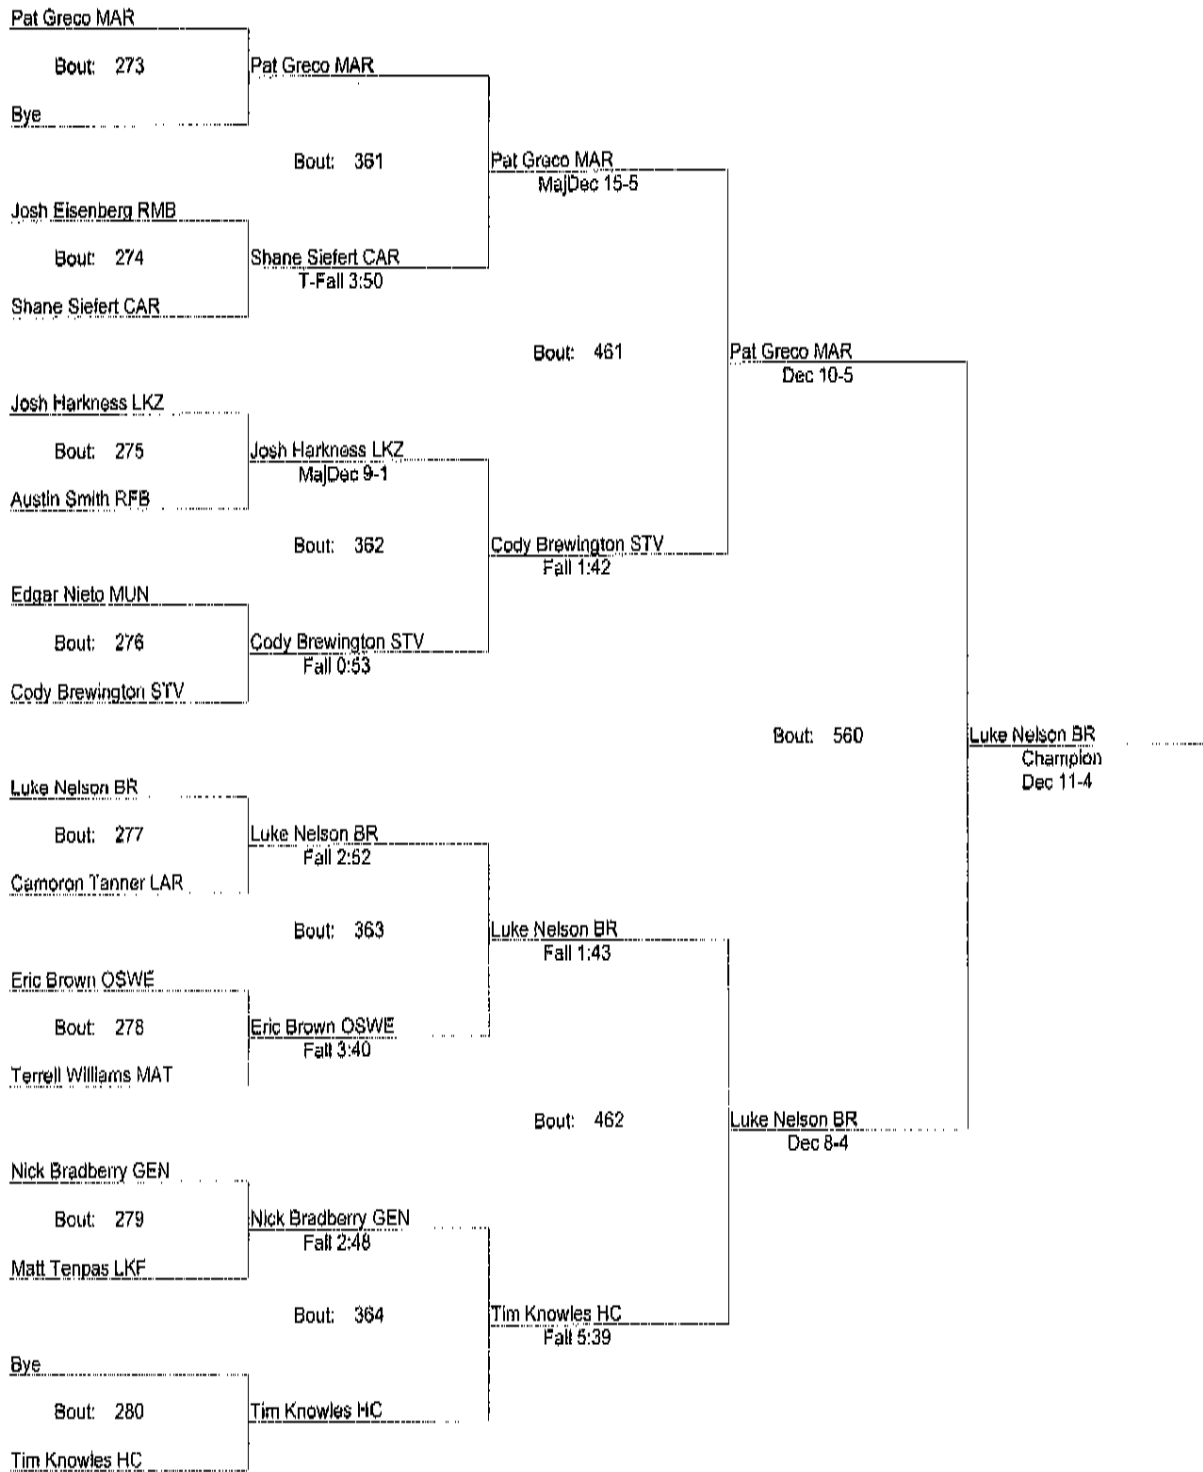 Pat Greco MAR
Bout: 273
Pat Greco MAR
Bye
Bout: 361
Pat Greco MAR
MajDec 15-5
Josh Eisenberg RMB
Bout: 274
Shane Siefert CAR
T-Fall 3:50
Shane Siefert CAR
Bout: 461
Pat Greco MAR
Dec 10-5
Josh Harkness LKZ
Bout: 275
Josh Harkness LKZ
MajDec 9-1
Austin Smith RFB
Bout: 362
Cody Brewington STV
Fall 1:42
Edgar Nieto MUN
Bout: 276
Cody Brewington STV
Fall 0:53
Cody Brewington STV
Bout: 560
Luke Nelson BR
Champion
Dec 11-4
Luke Nelson BR
Bout: 277
Luke Nelson BR
Fall 2:52
Camoron Tanner LAR
Bout: 363
Luke Nelson BR
Fall 1:43
Eric Brown OSWE
Bout: 278
Eric Brown OSWE
Fall 3:40
Terrell Williams MAT
Bout: 462
Luke Nelson BR
Dec 8-4
Nick Bradberry GEN
Bout: 279
Nick Bradberry GEN
Fall 2:48
Matt Tenpas LKF
Bout: 364
Tim Knowles HC
Fall 5:39
Bye
Bout: 280
Tim Knowles HC
Tim Knowles HC